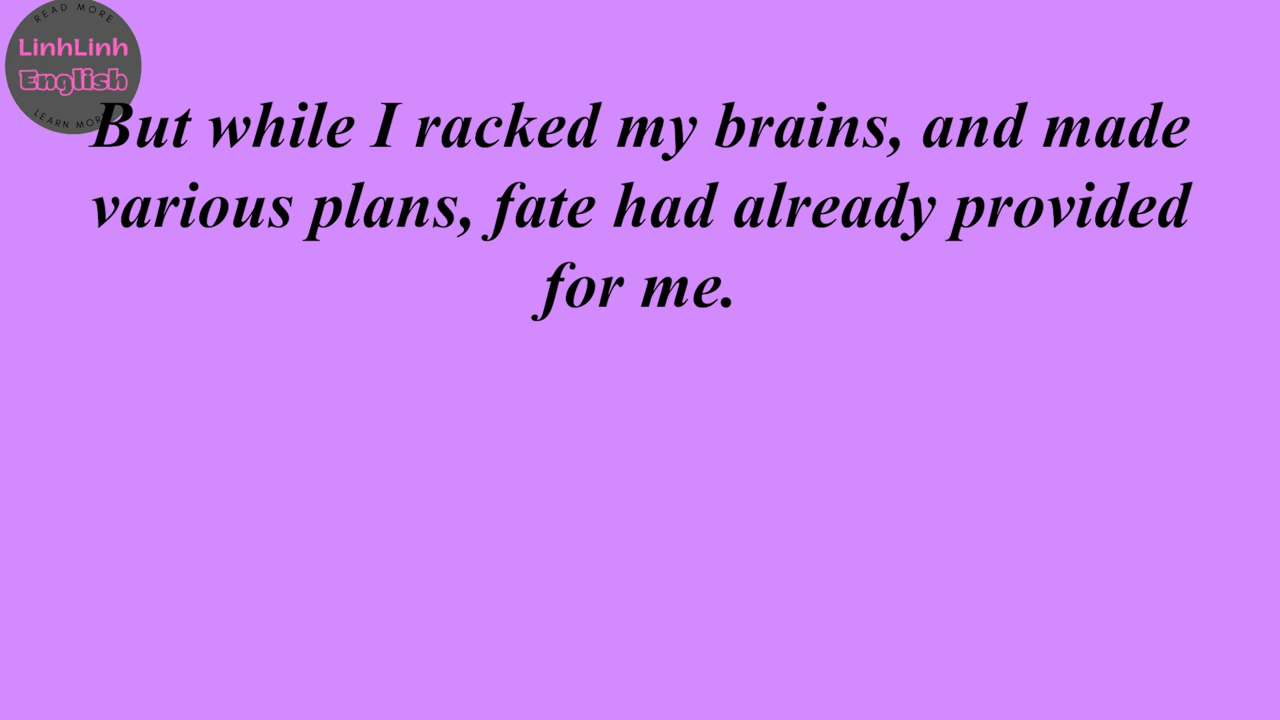 READ MORE
LinhLinh
English
LEARN MORE
But while I racked my brains, and made
various plans, fate had already provided
for me.